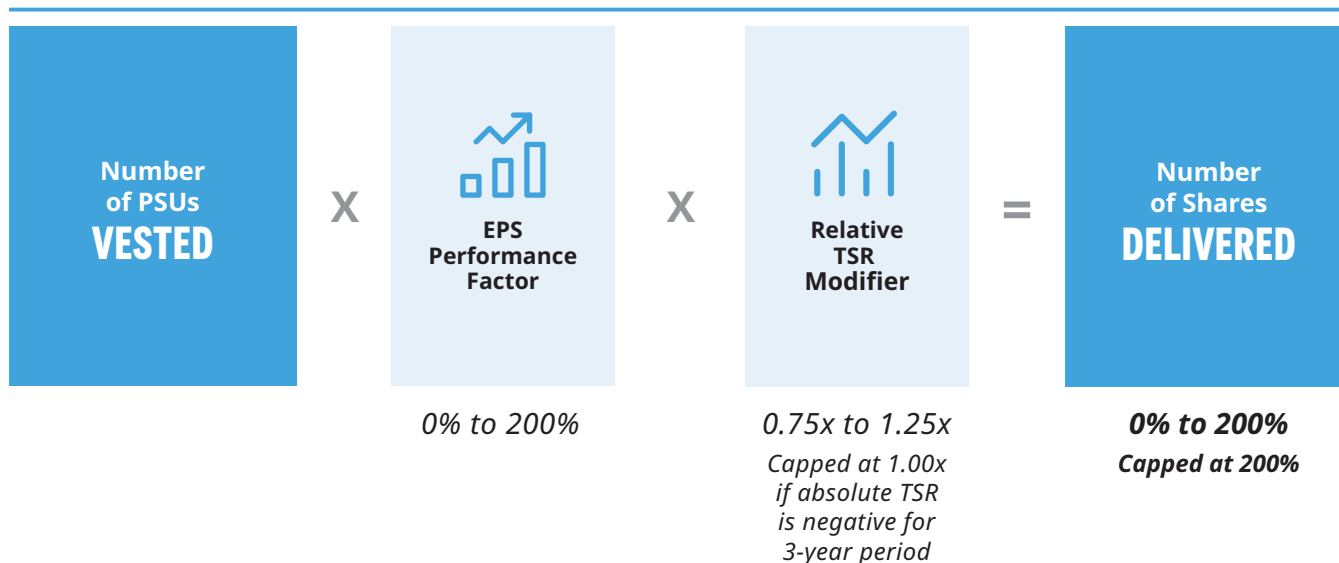 Number
of PSUs
VESTED
X
EPS
Performance
Factor
0% to 200%
X
Relative
TSR
Modifier
0.75x to 1.25x
Capped at 1.00x
if absolute TSR
is negative for
3-year period
=
Number
of Shares
DELIVERED
0% to 200%
Capped at 200%